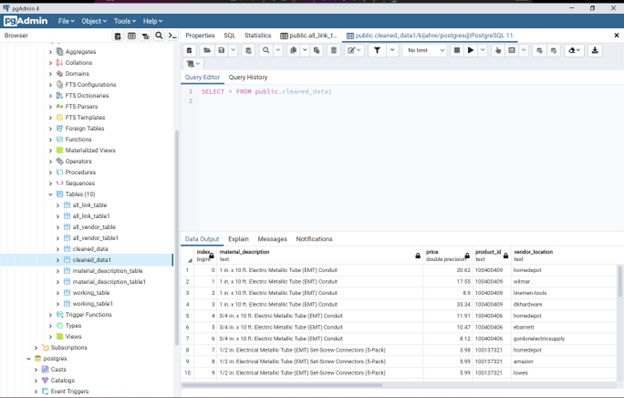 pgAdmin 4
pgAdmin File Object Tools Help
Browser
Properties SQL Statistics public.all_link_t... public.cleaned_data1/kijahre/postgres@PostgreSQL 11
No limit
Query Editor Query History
1 SELECT * FROM public.cleaned_data1
2
Aggregates
Collations
Domains
FTS Configurations
FTS Dictionaries
FTS Parsers
FTS Templates
Foreign Tables
Functions
Materialized Views
Operators
Procedures
Sequences
Tables (10)
all_link_table
all_link_table1
all_vendor_table
all_vendor_table1
cleaned_data
cleaned_data1
material_description_table
material_description_table1
working_table
working_table1
Trigger Functions
Types
Views
Subscriptions
postgres
Casts
Catalogs
Event Triggers
Data Output Explain Messages Notifications
index material_description price product_id vendor_location
bigint text double precision text text
1 0 1 in. x 10 ft. Electric Metallic Tube (EMT) Conduit 20.62 100400409 homedepot
2 1 1 in. x 10 ft. Electric Metallic Tube (EMT) Conduit 17.55 100400409 wilmar
3 2 1 in. x 10 ft. Electric Metallic Tube (EMT) Conduit 8.9 100400409 lineman-tools
4 3 1 in. x 10 ft. Electric Metallic Tube (EMT) Conduit 33.34 100400409 dkhardware
5 4 3/4 in. x 10 ft. Electric Metallic Tube (EMT) Conduit 11.91 100400406 homedepot
6 5 3/4 in. x 10 ft. Electric Metallic Tube (EMT) Conduit 10.47 100400406 ebarnett
7 6 3/4 in. x 10 ft. Electric Metallic Tube (EMT) Conduit 8.12 100400406 gordonelectricsupply
8 7 1/2 in. Electrical Metallic Tube (EMT) Set-Screw Connectors (5-Pack) 3.98 100137321 homedepot
9 8 1/2 in. Electrical Metallic Tube (EMT) Set-Screw Connectors (5-Pack) 5.99 100137321 amazon
10 9 1/2 in. Electrical Metallic Tube (EMT) Set-Screw Connectors (5-Pack) 5.99 100137321 lowes